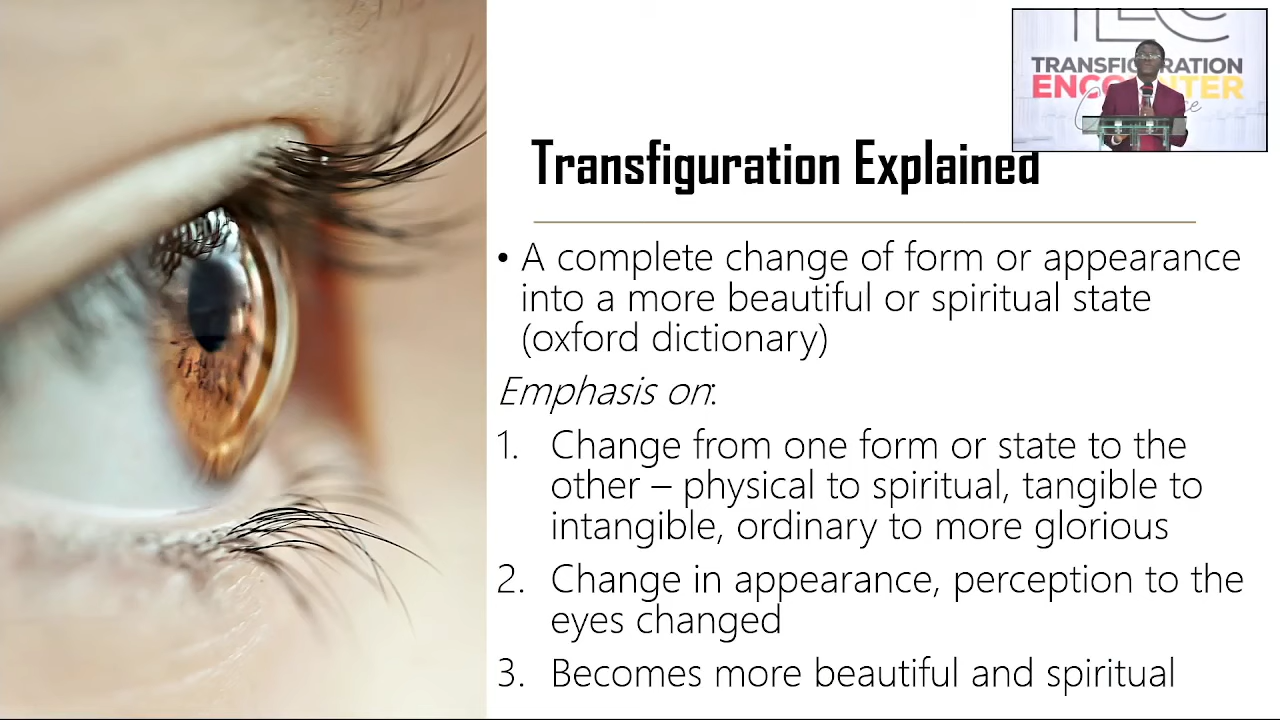 TEC
TRANSFIGURATION
ENCOUNTER
Transfiguration Explained
• A complete change of form or appearance
into a more beautiful or spiritual state
(oxford dictionary)
Emphasis on:
1. Change from one form or state to the
other – physical to spiritual, tangible to
intangible, ordinary to more glorious
2. Change in appearance, perception to the
eyes changed
3. Becomes more beautiful and spiritual